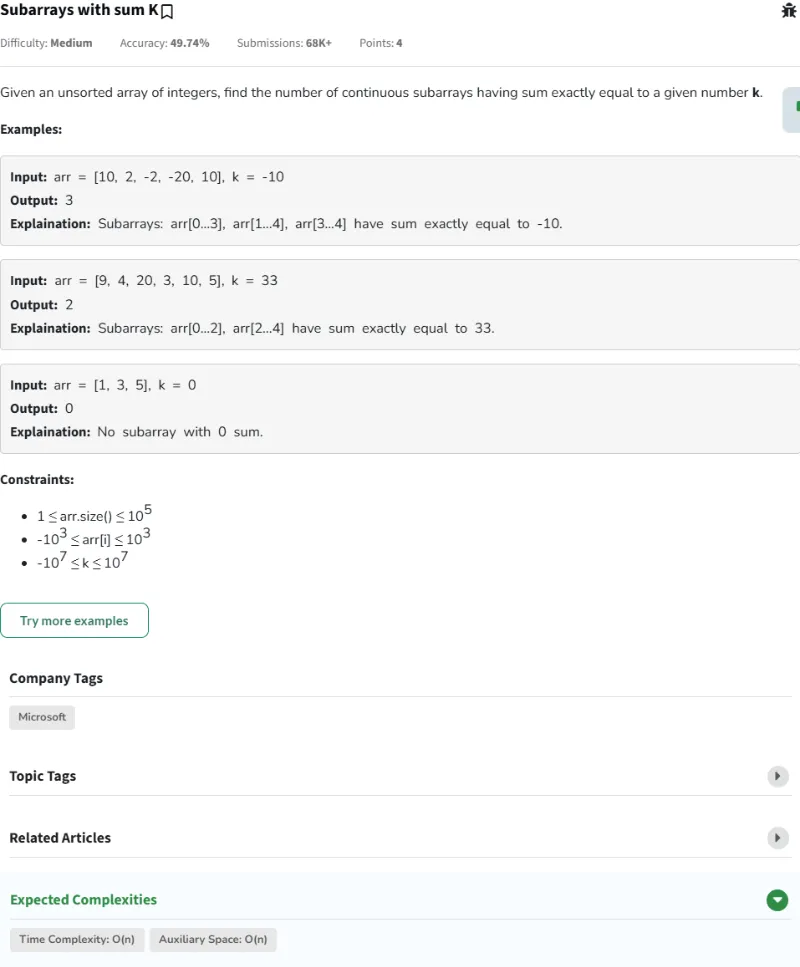 Subarrays with sum K
Difficulty: Medium Accuracy: 49.74% Submissions: 68K+ Points: 4
Given an unsorted array of integers, find the number of continuous subarrays having sum exactly equal to a given number k.
Examples:
Input: arr = [10, 2, -2, -20, 10], k = -10
Output: 3
Explaination: Subarrays: arr[0...3], arr[1...4], arr[3...4] have sum exactly equal to -10.
Input: arr = [9, 4, 20, 3, 10, 5], k = 33
Output: 2
Explaination: Subarrays: arr[0...2], arr[2...4] have sum exactly equal to 33.
Input: arr = [1, 3, 5], k = 0
Output: 0
Explaination: No subarray with 0 sum.
Constraints:
• 1 ≤ arr.size() ≤ 10^5
• -10^3 ≤ arr[i] ≤ 10^3
• -10^7 ≤ k ≤ 10^7
Try more examples
Company Tags
Microsoft
Topic Tags
Related Articles
Expected Complexities
Time Complexity: O(n) Auxiliary Space: O(n)